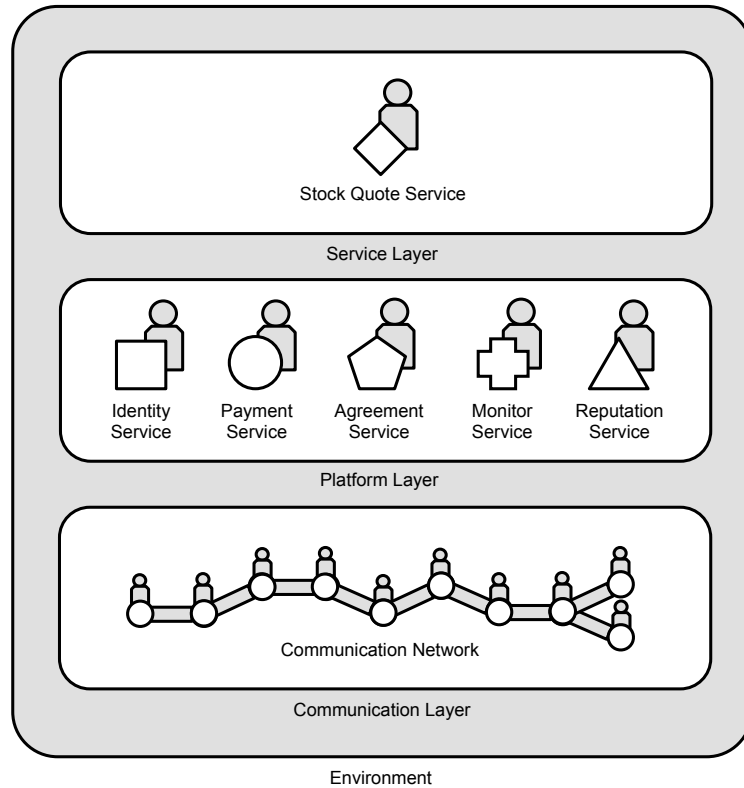 Stock Quote Service
Service Layer
Identity
Service
Payment
Service
Agreement
Service
Monitor
Service
Reputation
Service
Platform Layer
Communication Network
Communication Layer
Environment